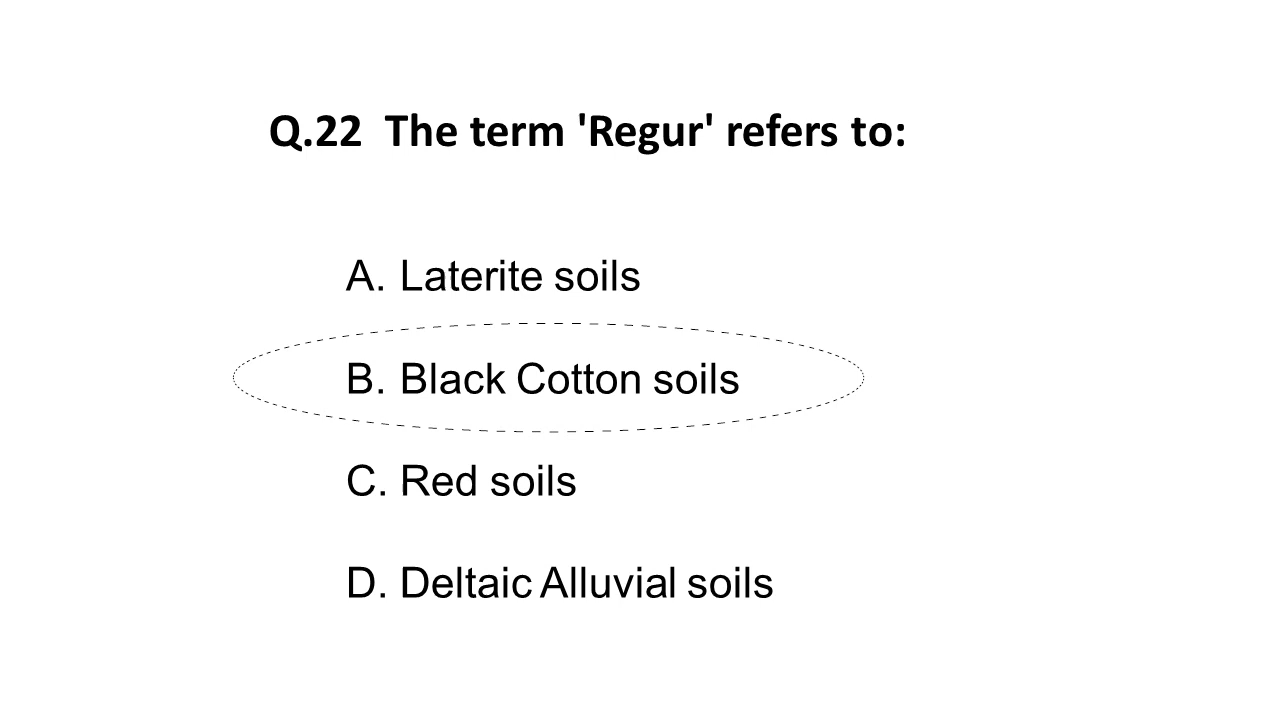 Q.22 The term 'Regur' refers to:
A. Laterite soils
B. Black Cotton soils
C. Red soils
D. Deltaic Alluvial soils